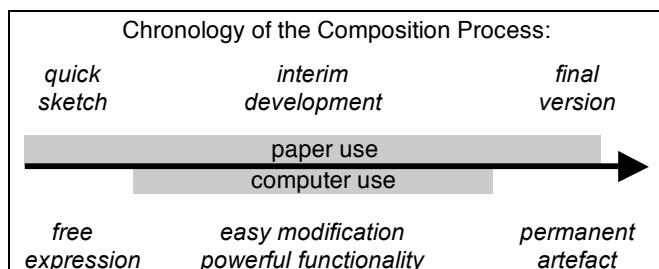 Chronology of the Composition Process:
quick interim final
sketch development version
paper use
computer use
free easy modification permanent
expression powerful functionality artefact